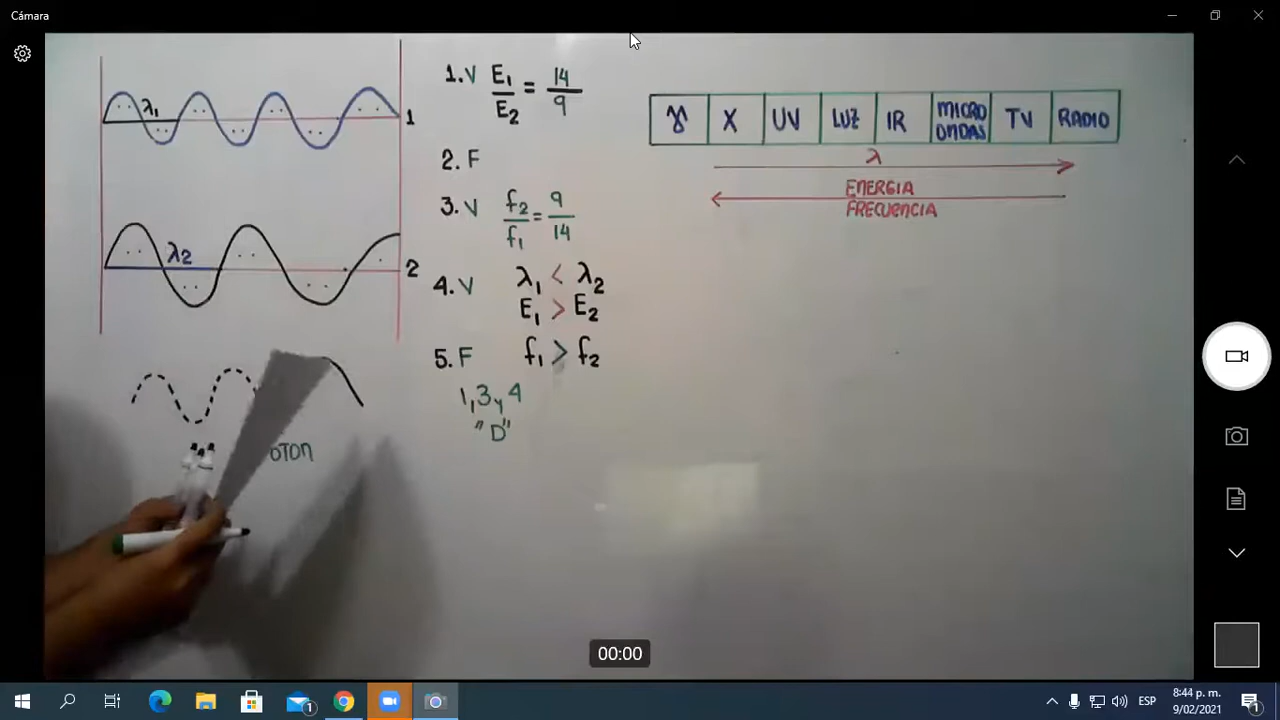 Cámara
λ1
1
λ2
2
OTON
1. V E1/E2 = 14/9
2. F
3. V f2/f1 = 9/14
4. V λ1 < λ2
E1 > E2
5. F f1 > f2
1, 3 y 4
"D"
γ X UV LUZ IR MICRO ONDAS TV RADIO
λ
ENERGIA
FRECUENCIA
00:00
1
ESP
8:44 p. m.
9/02/2021
1